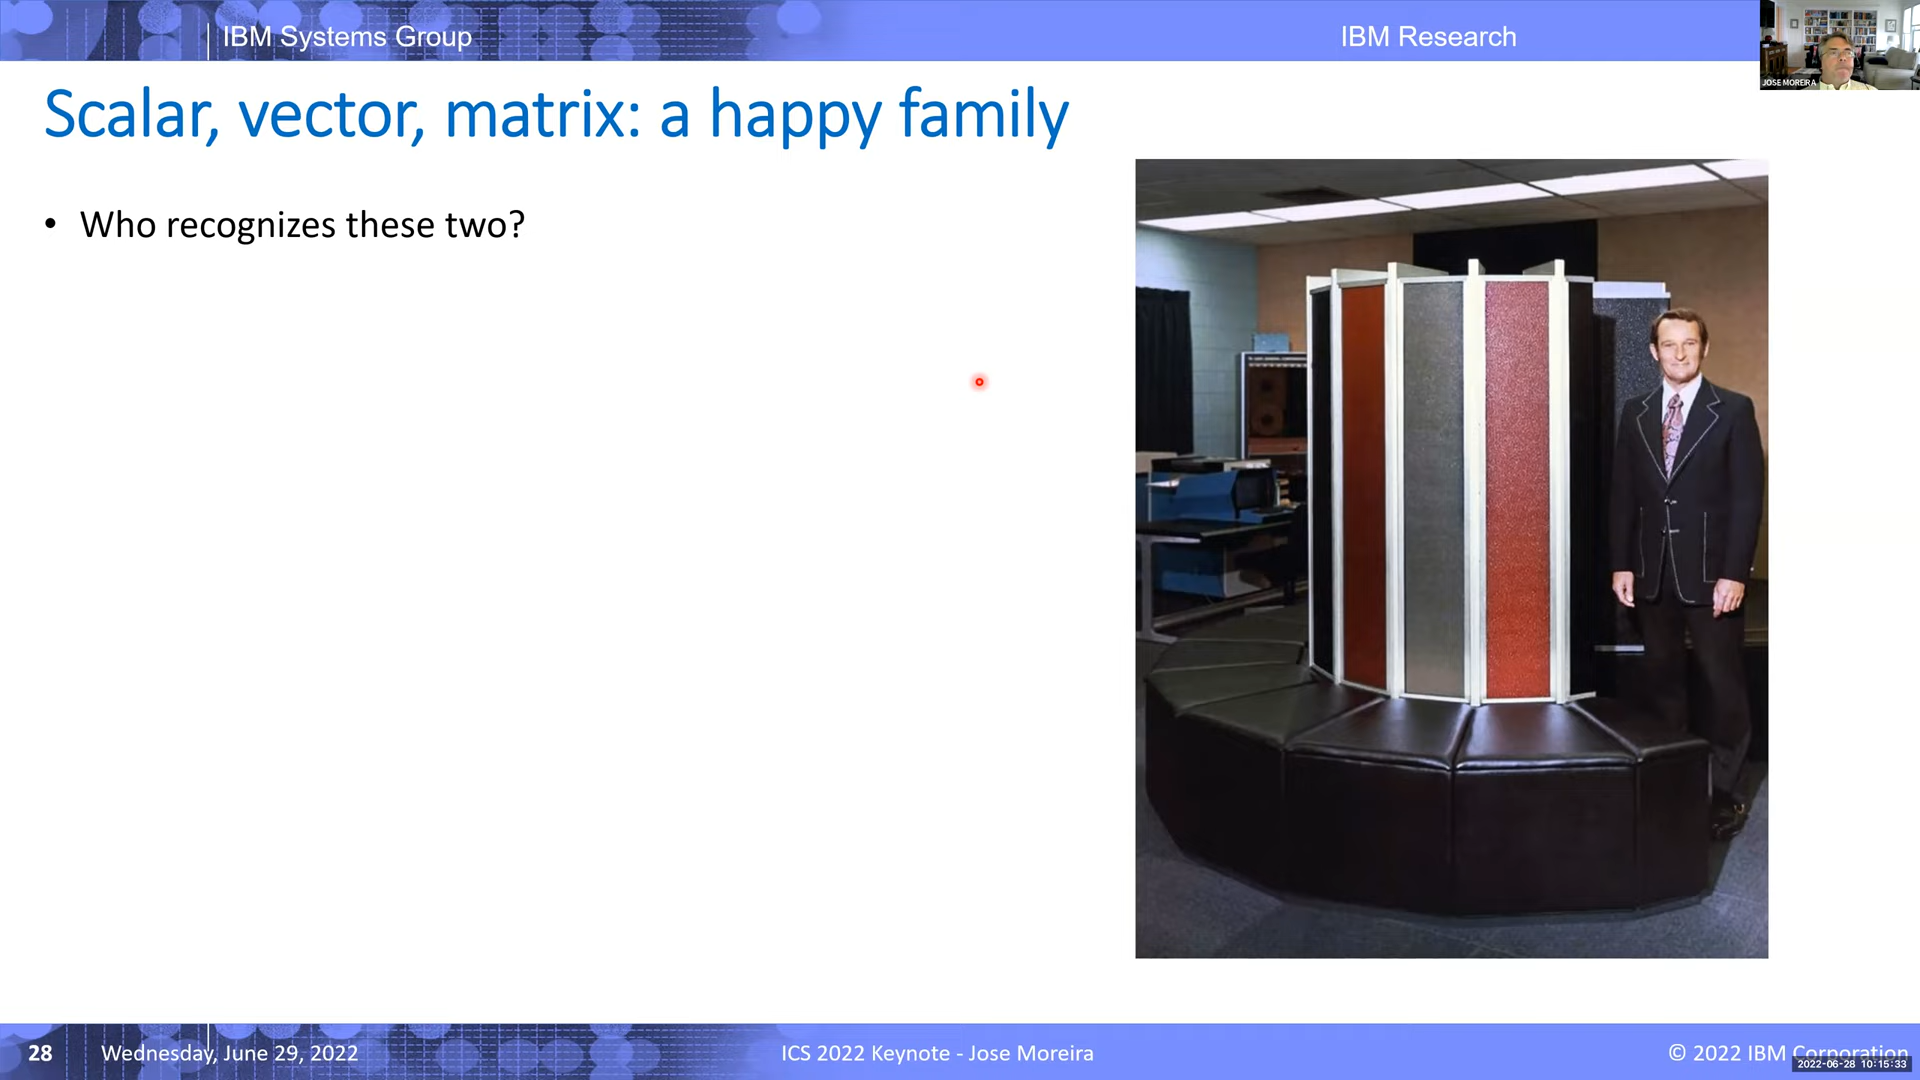 IBM Systems Group
IBM Research
JOSE MOREIRA
Scalar, vector, matrix: a happy family
• Who recognizes these two?
28
Wednesday, June 29, 2022
ICS 2022 Keynote - Jose Moreira
© 2022 IBM Corporation
2022-06-28 10:15:33